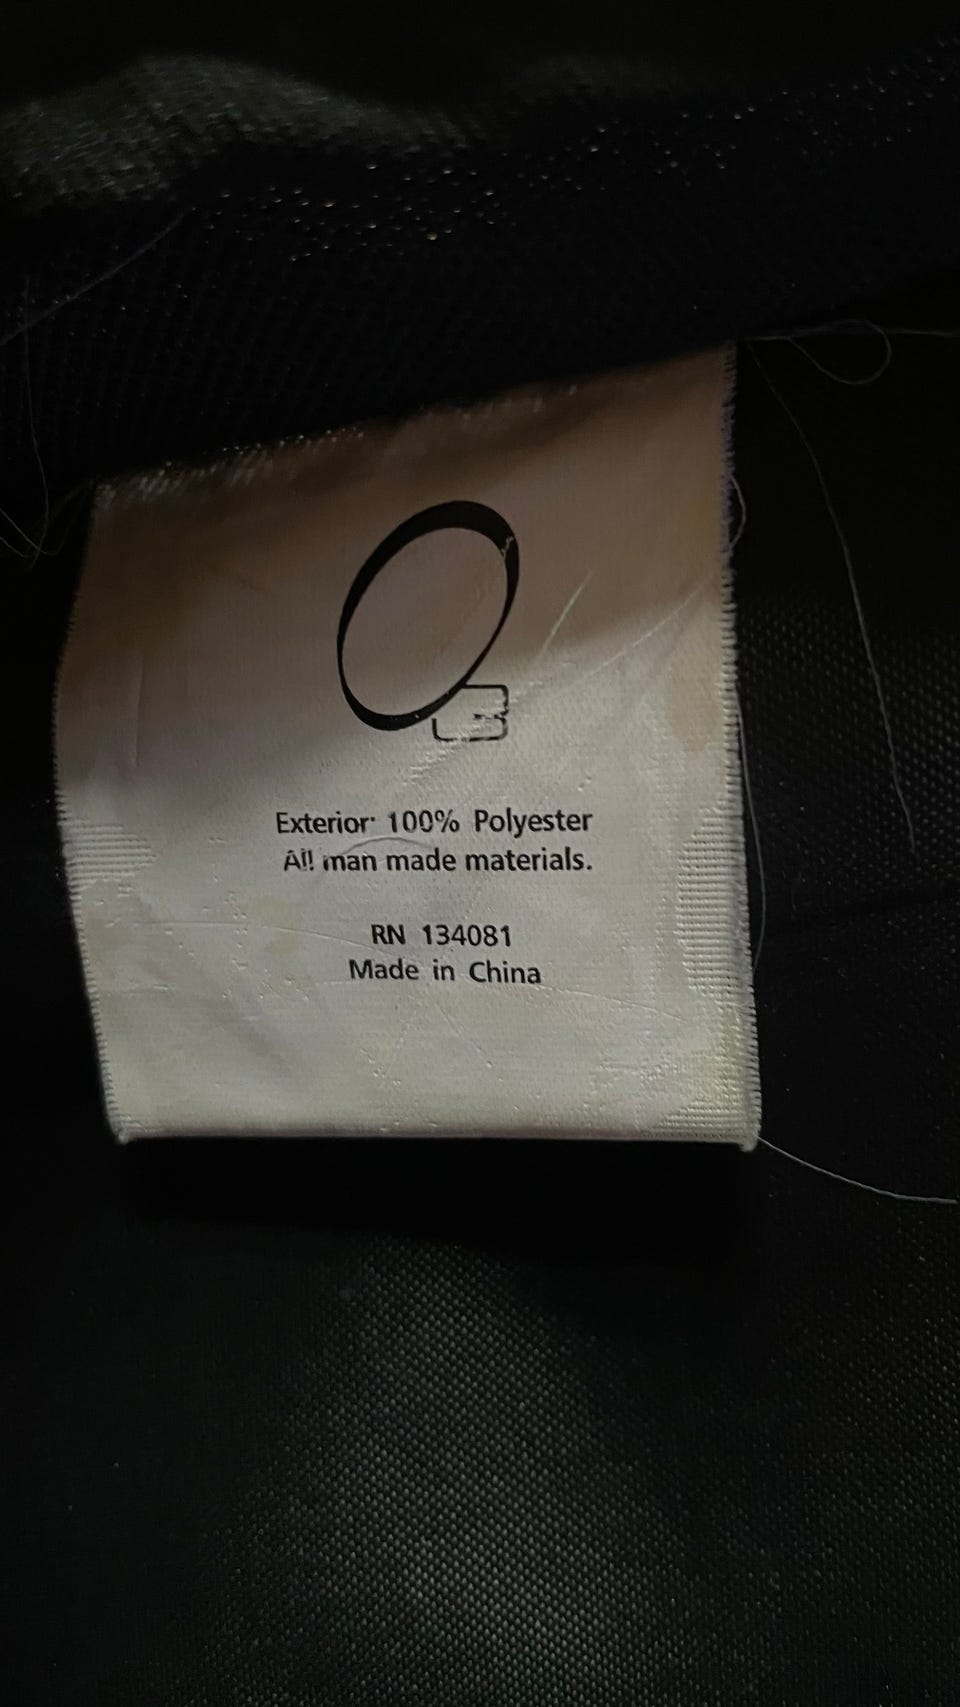 Exterior: 100% Polyester
All man made materials.
RN 134081
Made in China